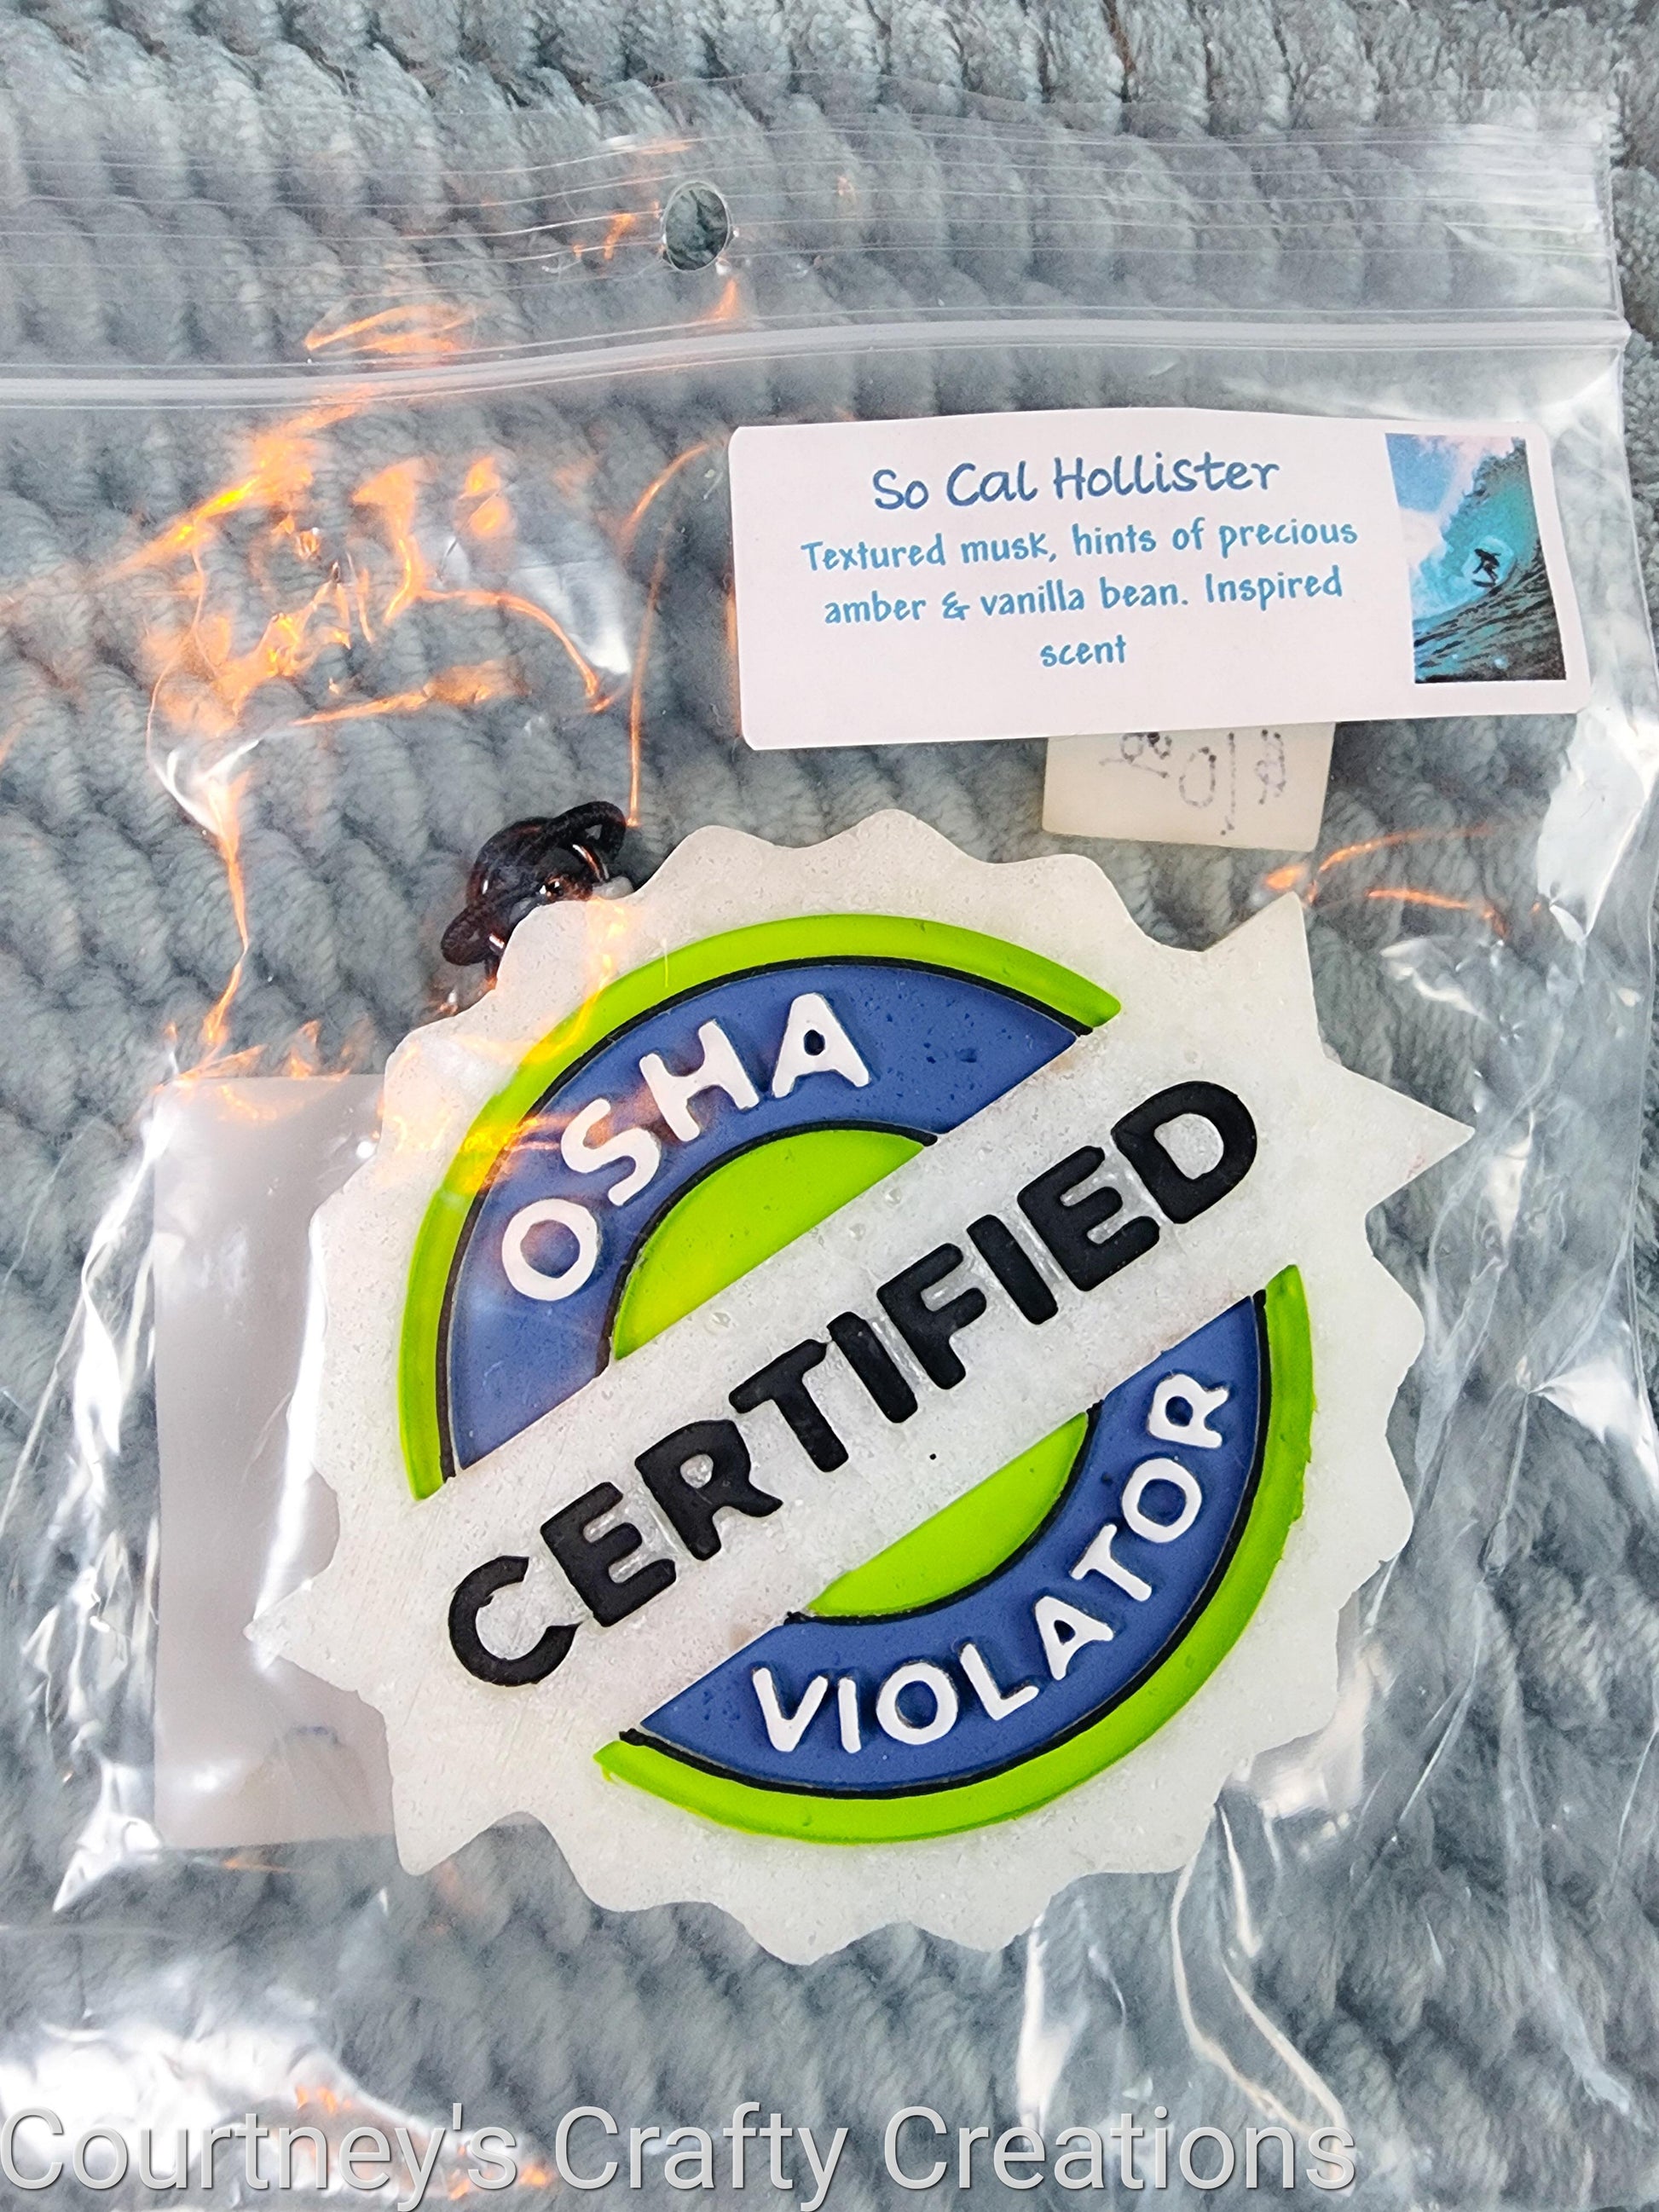 So Cal Hollister
Textured musk, hints of precious
amber & vanilla bean. Inspired
scent
OSHA
CERTIFIED
VIOLATOR
Courtney's Crafty Creations